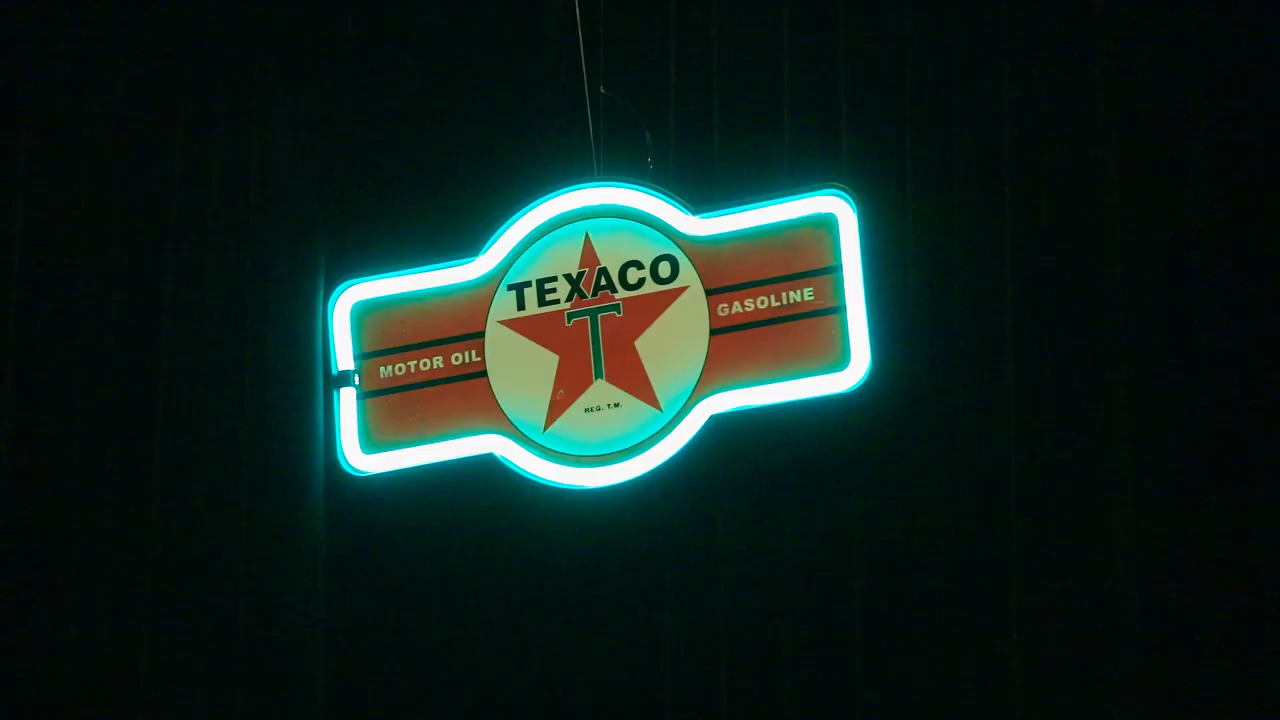 TEXACO
T
MOTOR OIL
GASOLINE
REG. T.M.